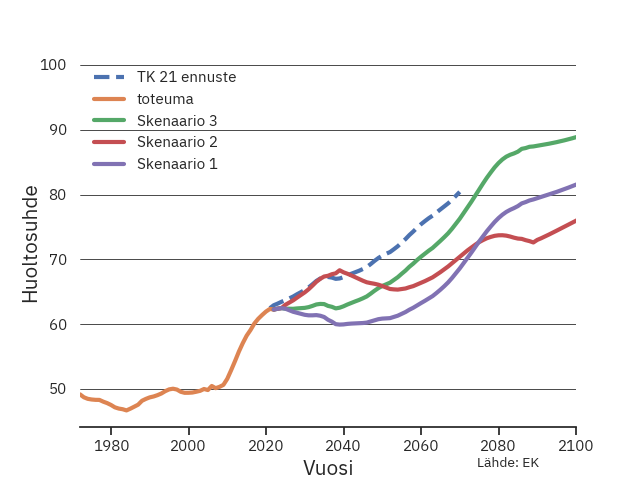 100
90
80
70
60
50
Huoltosuhde
TK 21 ennuste
toteuma
Skenaario 3
Skenaario 2
Skenaario 1
1980
2000
2020
2040
2060
2080
2100
Vuosi
Lähde: EK